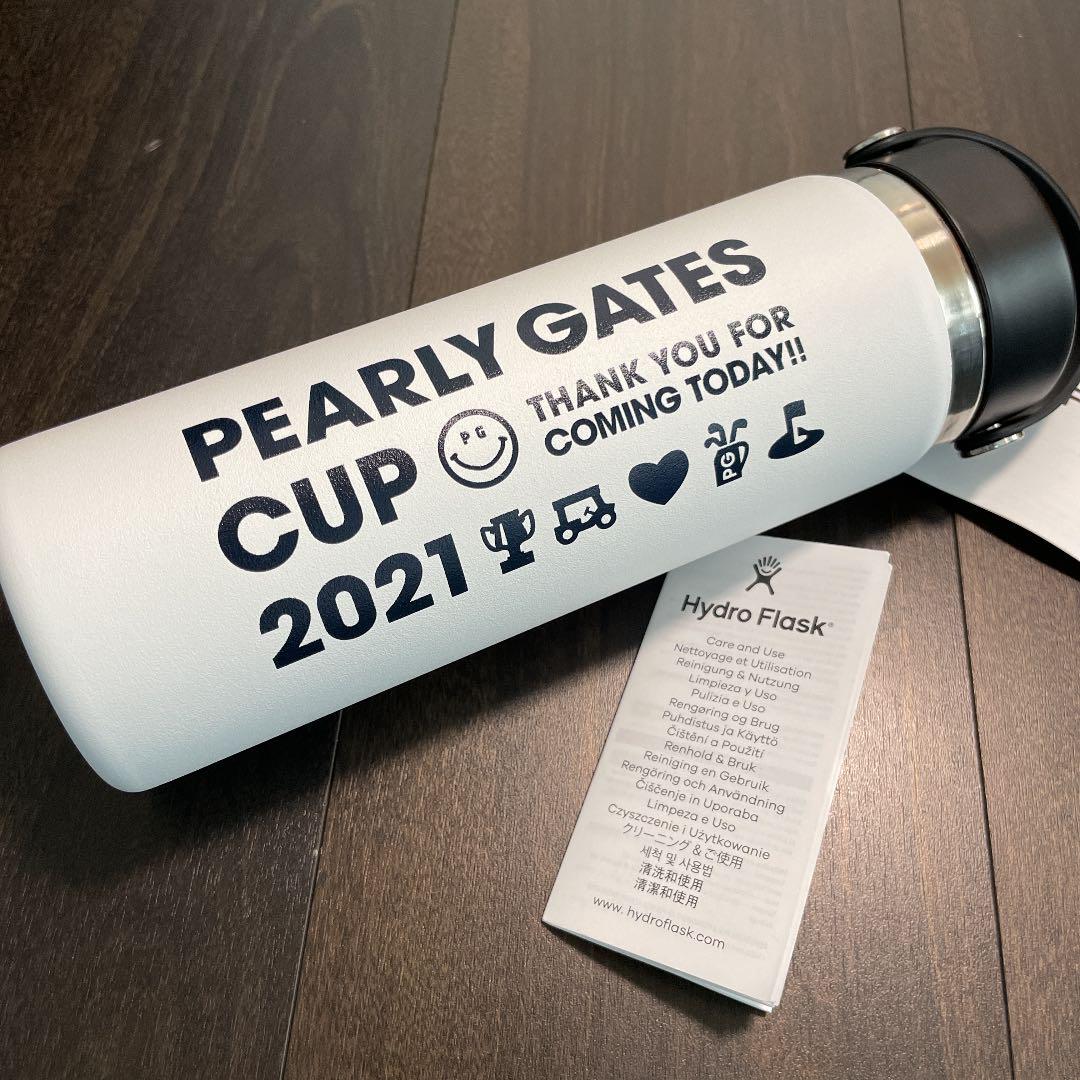 PEARLY GATES
CUP PG THANK YOU FOR
COMING TODAY!!
2021
PG
Hydro Flask®
Care and Use
Nettoyage et Utilisation
Reinigung & Nutzung
Limpieza y Uso
Pulizia e Uso
Rengøring og Brug
Puhdistus ja Käyttö
Čištění a Použití
Renhold & Bruk
Reiniging en Gebruik
Rengöring och Användning
Čiščenje in Uporaba
Limpeza e Uso
Czyszczenie i Użytkowanie
クリーニング & ご使用
세척 및 사용법
清洗和使用
清潔和使用
www. hydroflask.com